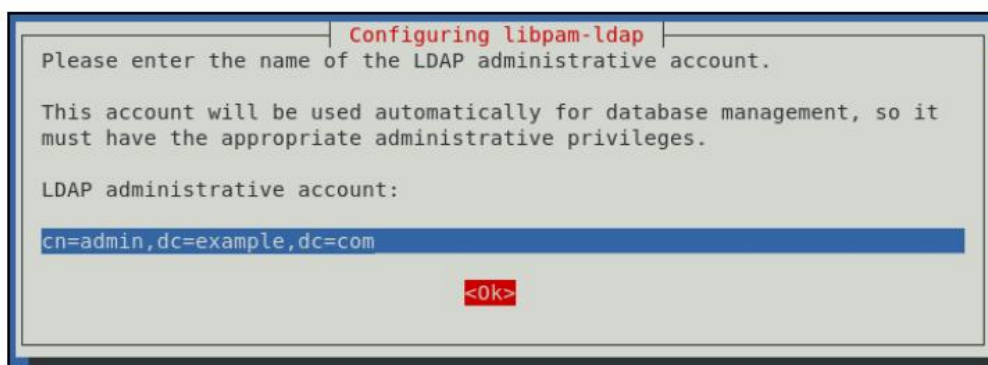 Configuring libpam-ldap
Please enter the name of the LDAP administrative account.
This account will be used automatically for database management, so it
must have the appropriate administrative privileges.
LDAP administrative account:
cn=admin,dc=example,dc=com
<Ok>